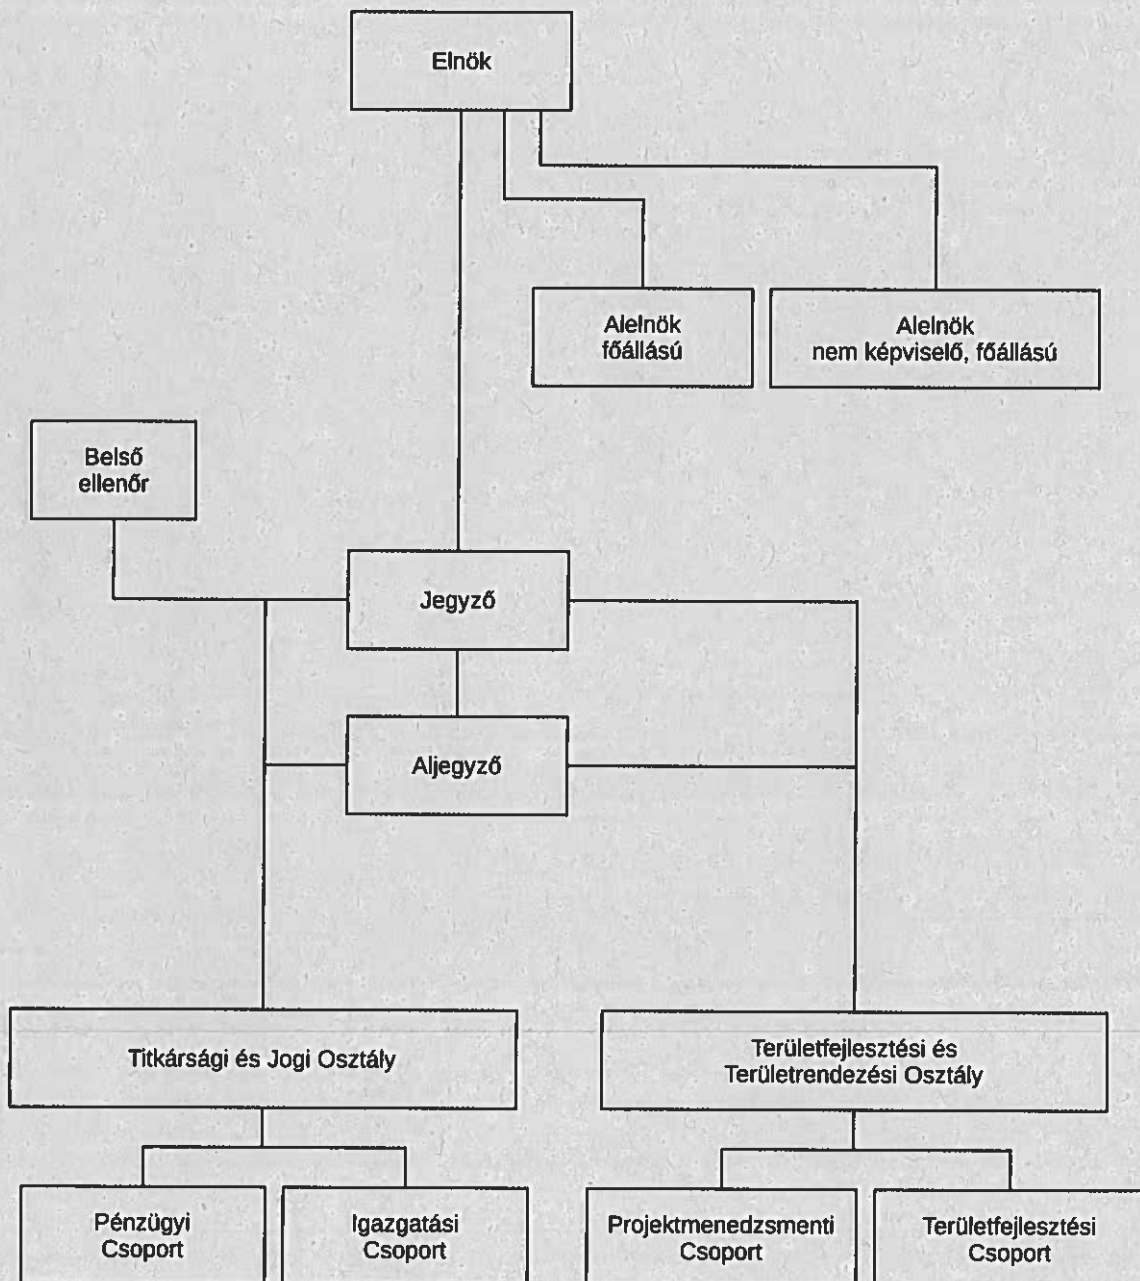 Elnök
Alelnök
főállású
Alelnök
nem képviselő, főállású
Belső
ellenőr
Jegyző
Aljegyző
Titkársági és Jogi Osztály
Területfejlesztési és
Területrendezési Osztály
Pénzügyi
Csoport
Igazgatási
Csoport
Projektmenedzsmenti
Csoport
Területfejlesztési
Csoport